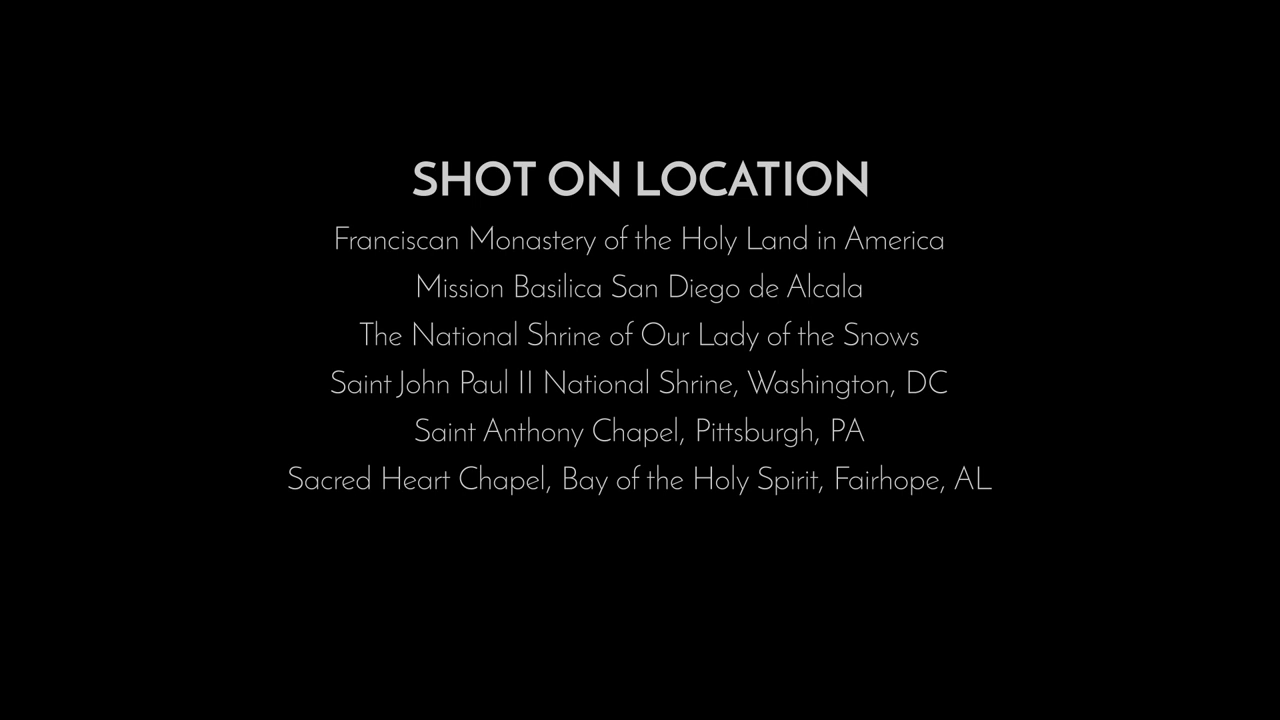 SHOT ON LOCATION
Franciscan Monastery of the Holy Land in America
Mission Basilica San Diego de Alcala
The National Shrine of Our Lady of the Snows
Saint John Paul II National Shrine, Washington, DC
Saint Anthony Chapel, Pittsburgh, PA
Sacred Heart Chapel, Bay of the Holy Spirit, Fairhope, AL